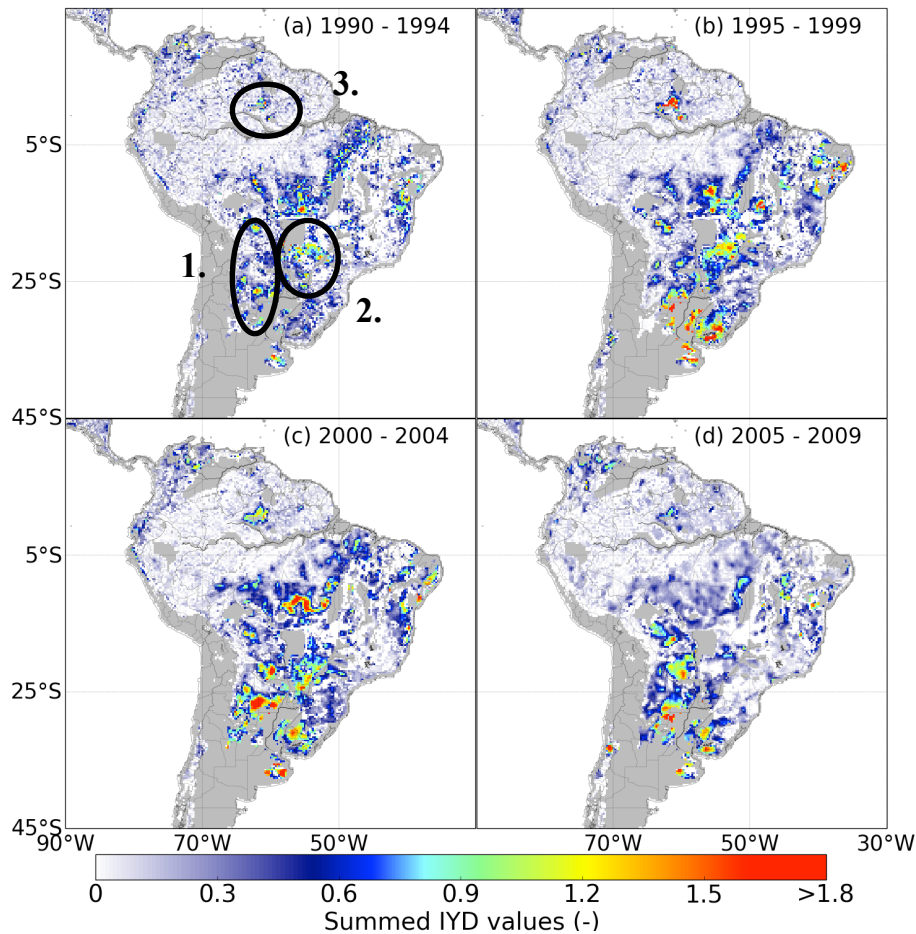 (a) 1990 - 1994
(b) 1995 - 1999
3.
5°S
1.
25°S
2.
45°S
(c) 2000 - 2004
(d) 2005 - 2009
5°S
25°S
45°S
90°W 70°W 50°W 70°W 50°W 30°W
0 0.3 0.6 0.9 1.2 1.5 >1.8
Summed IYD values (-)